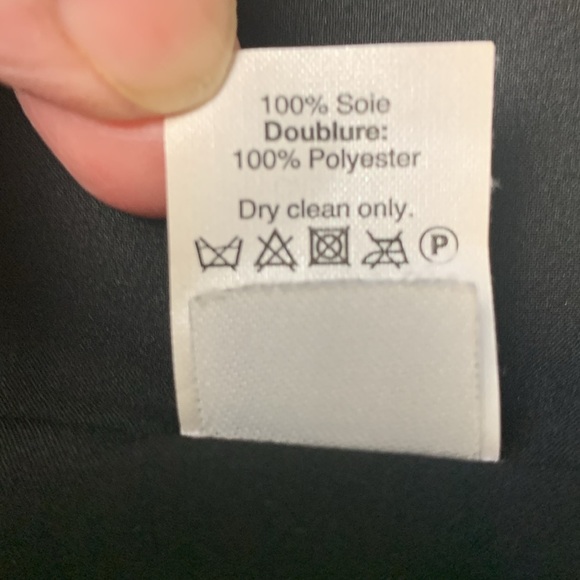 100% Soie
Doublure:
100% Polyester
Dry clean only.
P